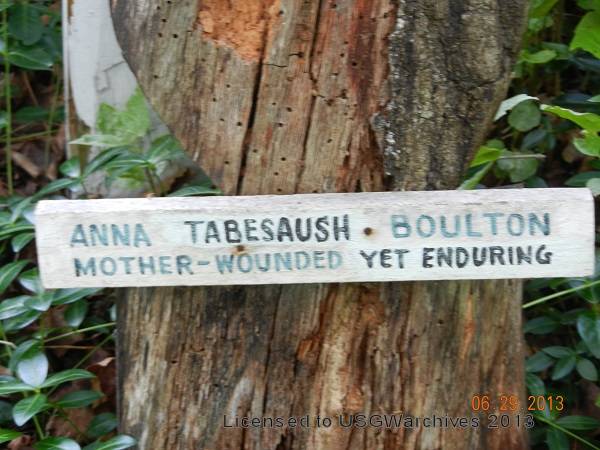 ANNA TABESAUSH · BOULTON
MOTHER-WOUNDED YET ENDURING
06.29.2013
Licensed to USGWarchives 2013